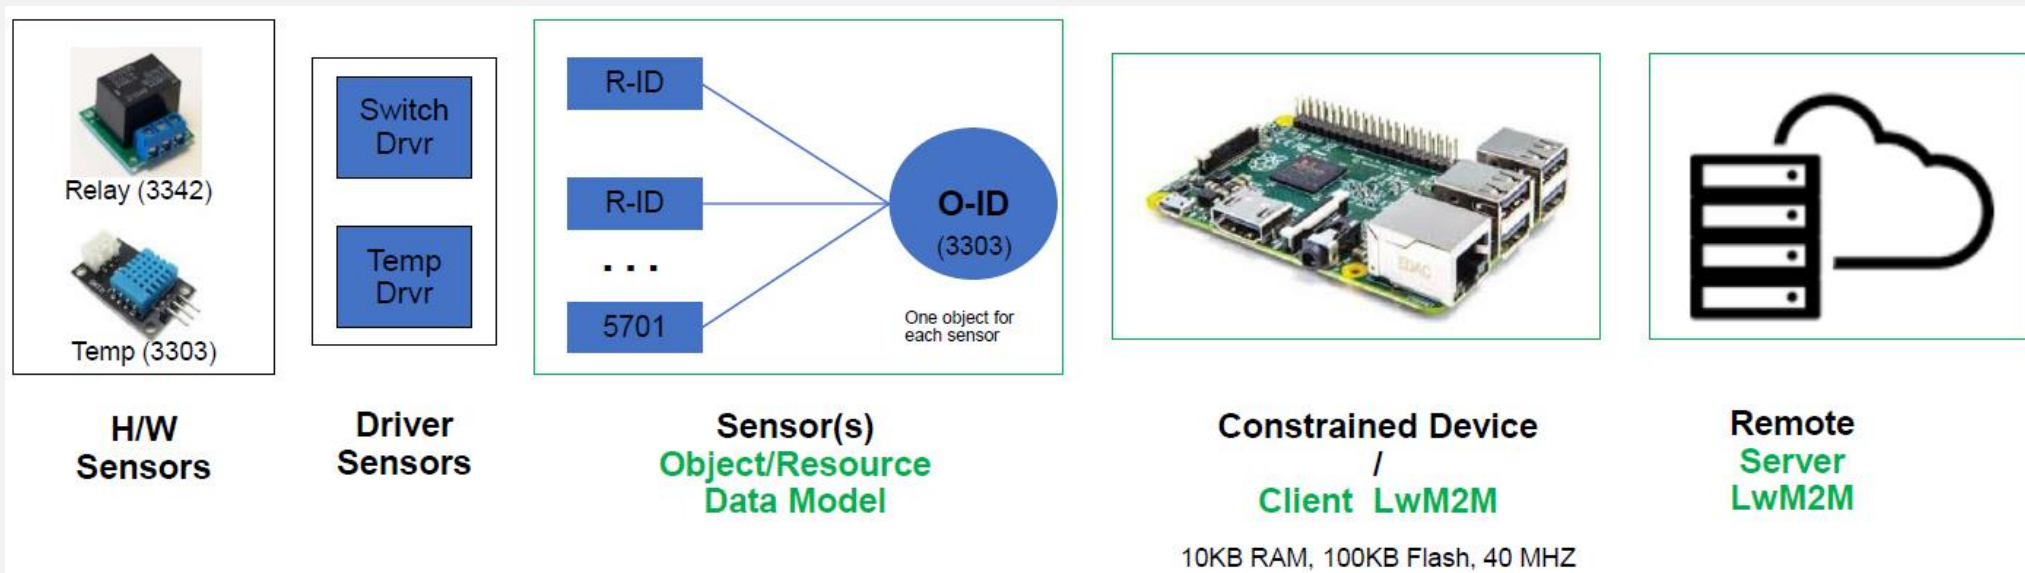 Relay (3342)
Temp (3303)
H/W
Sensors
Switch
Drvr
Temp
Drvr
Driver
Sensors
R-ID
R-ID
. . .
5701
O-ID
(3303)
One object for
each sensor
Sensor(s)
Object/Resource
Data Model
EDAC
Constrained Device
/
Client LwM2M
10KB RAM, 100KB Flash, 40 MHZ
Remote
Server
LwM2M